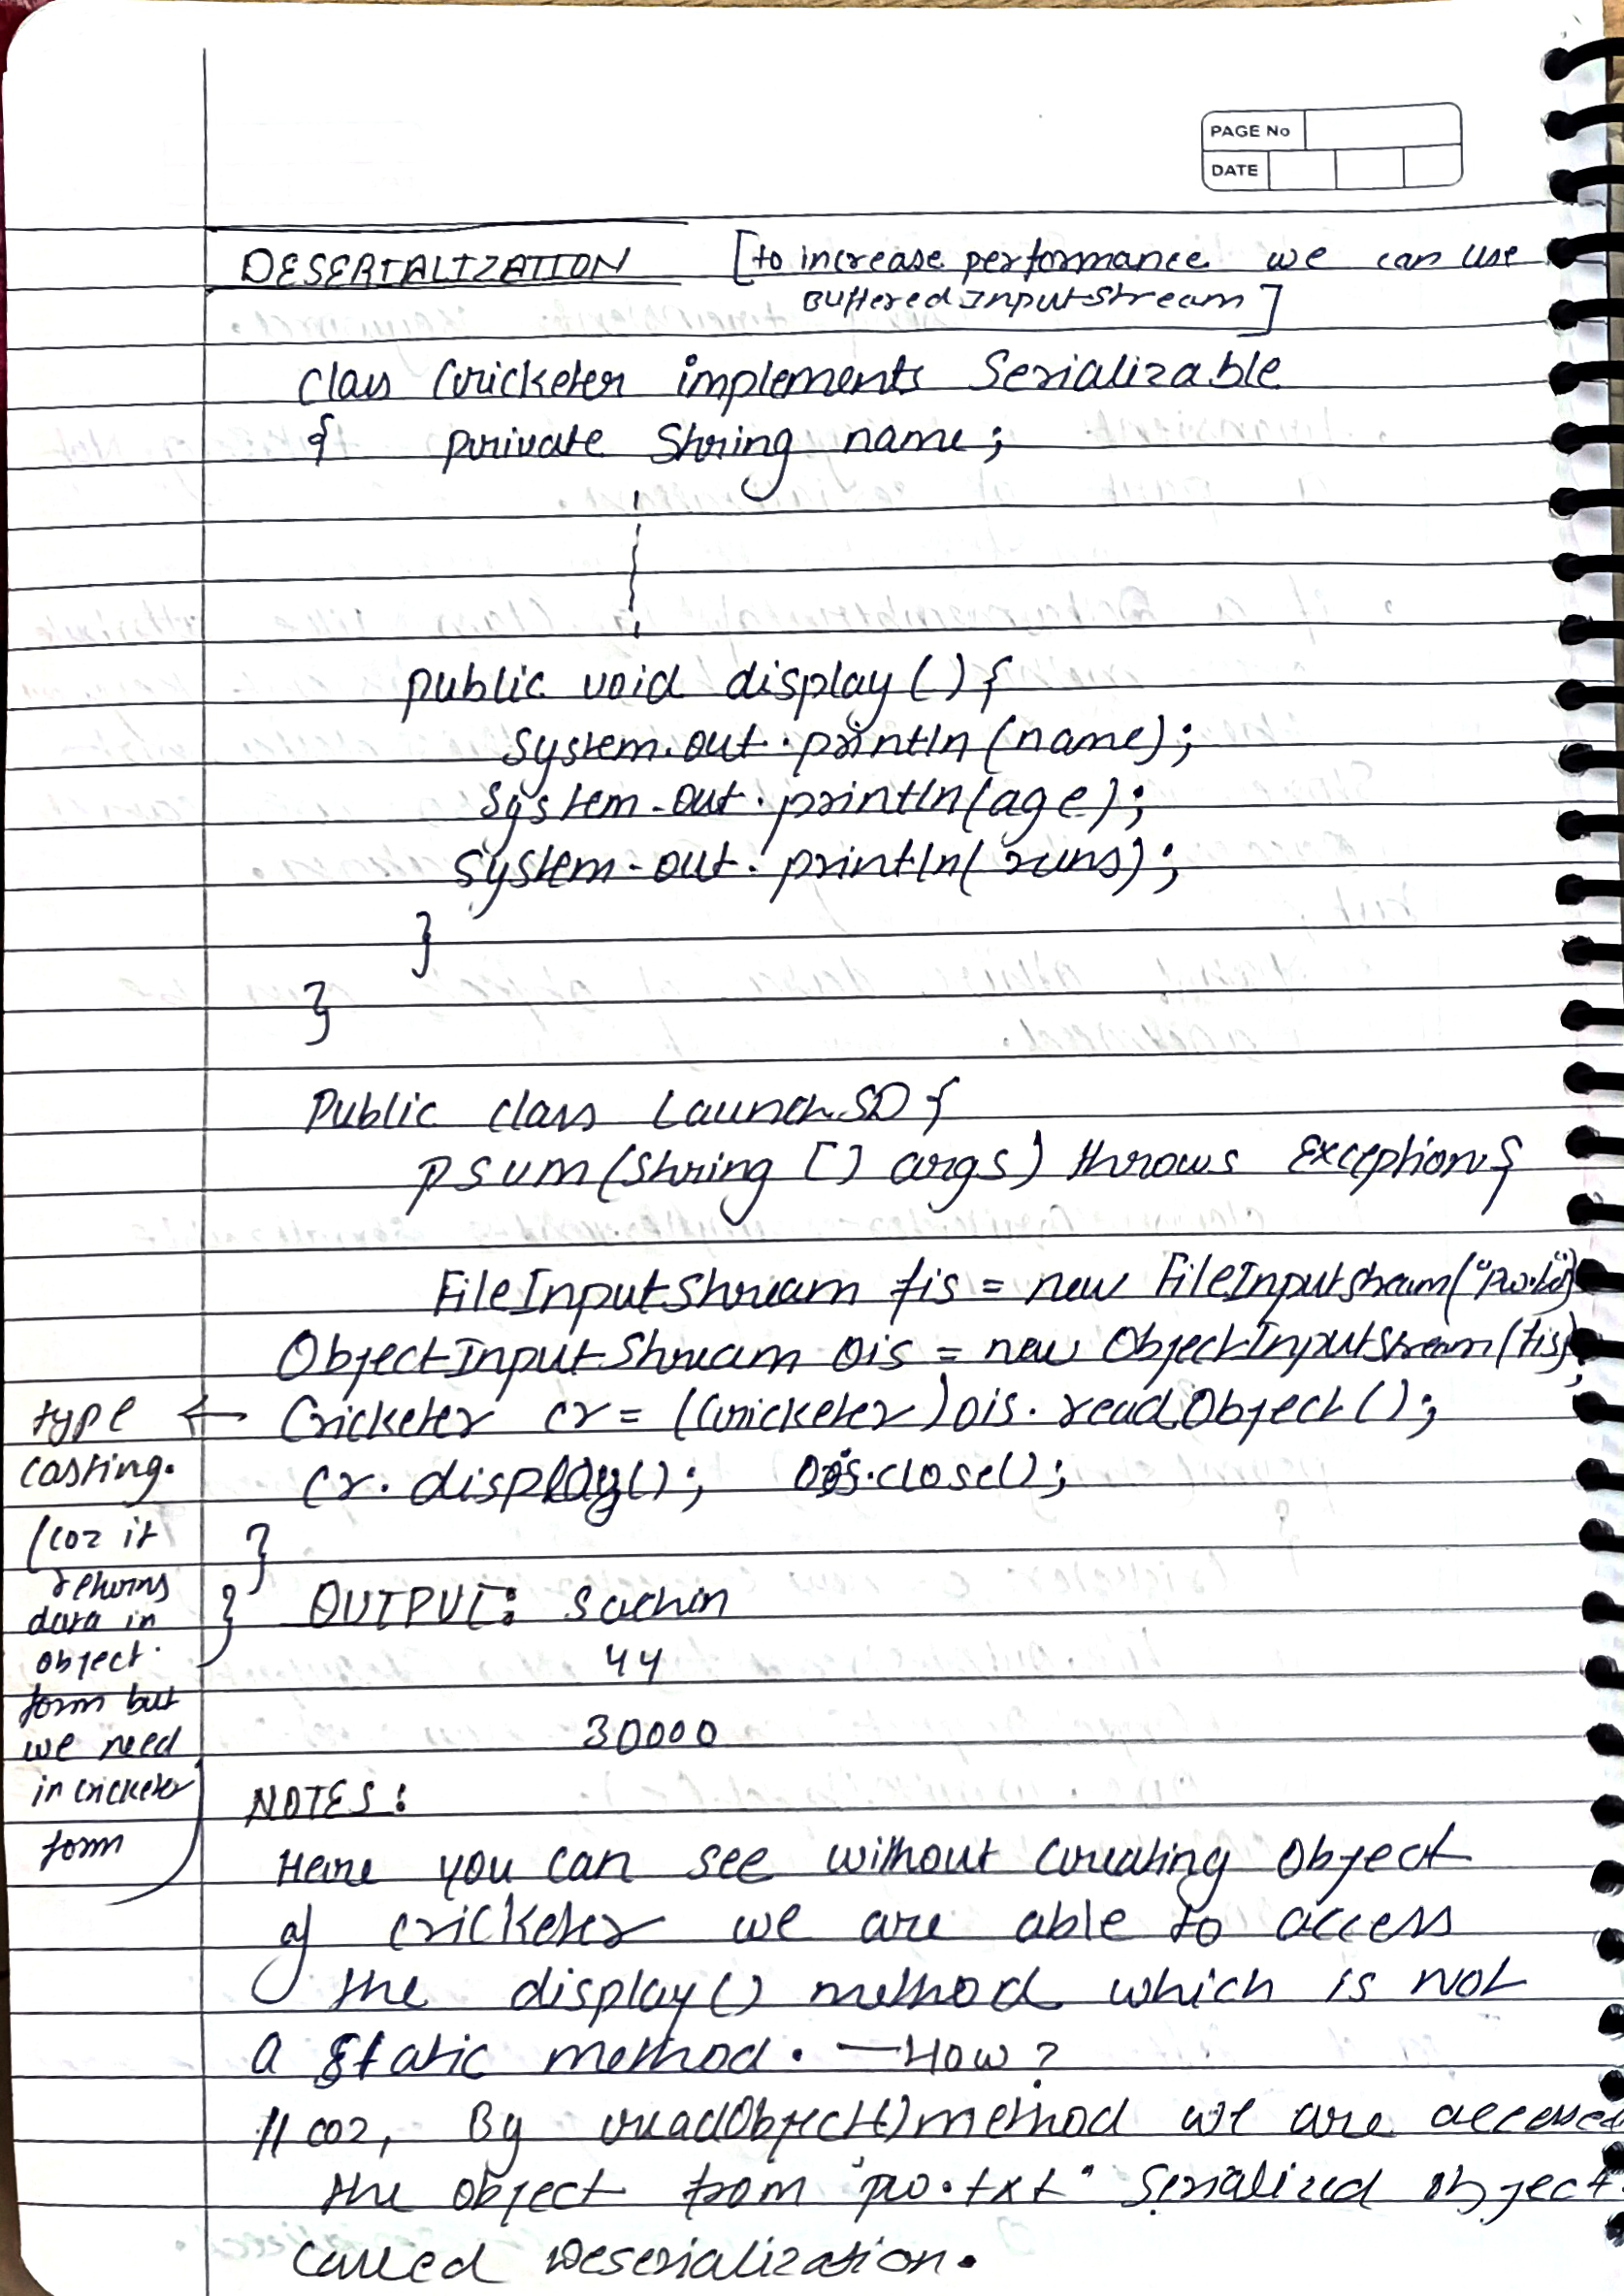 PAGE No
DATE
DESERIALIZATION [to increase performance we can use
Buffered InputStream]
class Cricketer implements Serializable
{ private String name;
public void display () {
System.out.println (name);
System.out.println (age);
System.out.println (runs);
}
}
Public class LaunchSD {
psvm (String [] args) throws Exception {
FileInputStream fis = new FileInputStream ("pw.txt")
ObjectInputStream ois = new ObjectInputStream (fis);
type ← Cricketer cr = (Cricketer) ois. readObject ();
casting. cr. display(); ois.close();
(coz it }
returns
data in } OUTPUT: Sachin
object 44
form but
we need 30000
in cricketer
form)
NOTES:
Here you can see without creating Object
of cricketer we are able to access
the display() method which is not
a static method. — How?
// coz, By readObject() method we are
the object from "pw.txt" Serialized object
called Deserialization.